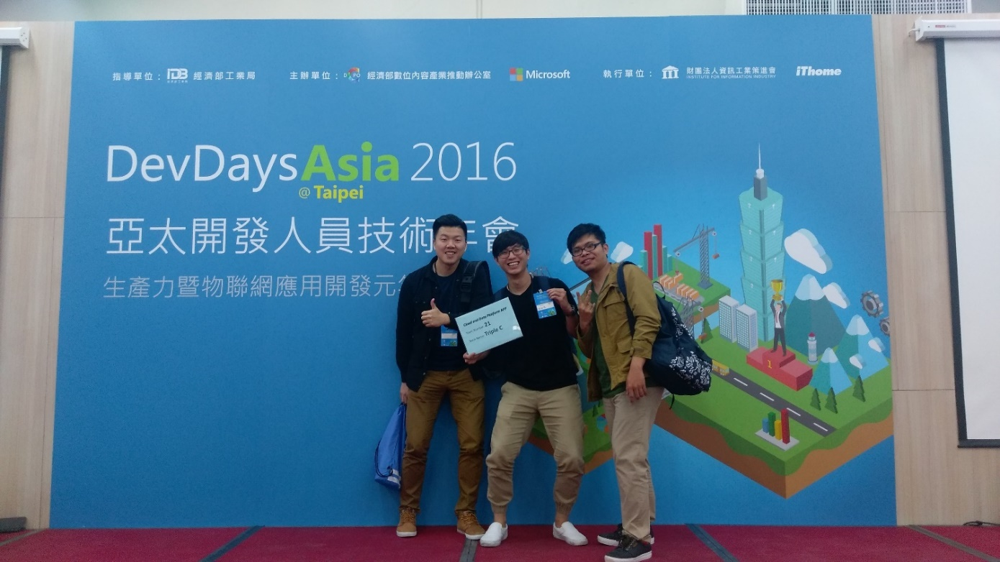 指導單位： IDB 經濟部工業局 主辦單位： 經濟部數位內容產業推動辦公室 Microsoft 執行單位： 財團法人資訊工業策進會 iThome
INSTITUTE FOR INFORMATION INDUSTRY
DevDaysAsia 2016
@ Taipei
亞太開發人員技術年會
生產力暨物聯網應用開發元
Cloud and Data Platform APP
Team Number 21
Team Name Triple C
1